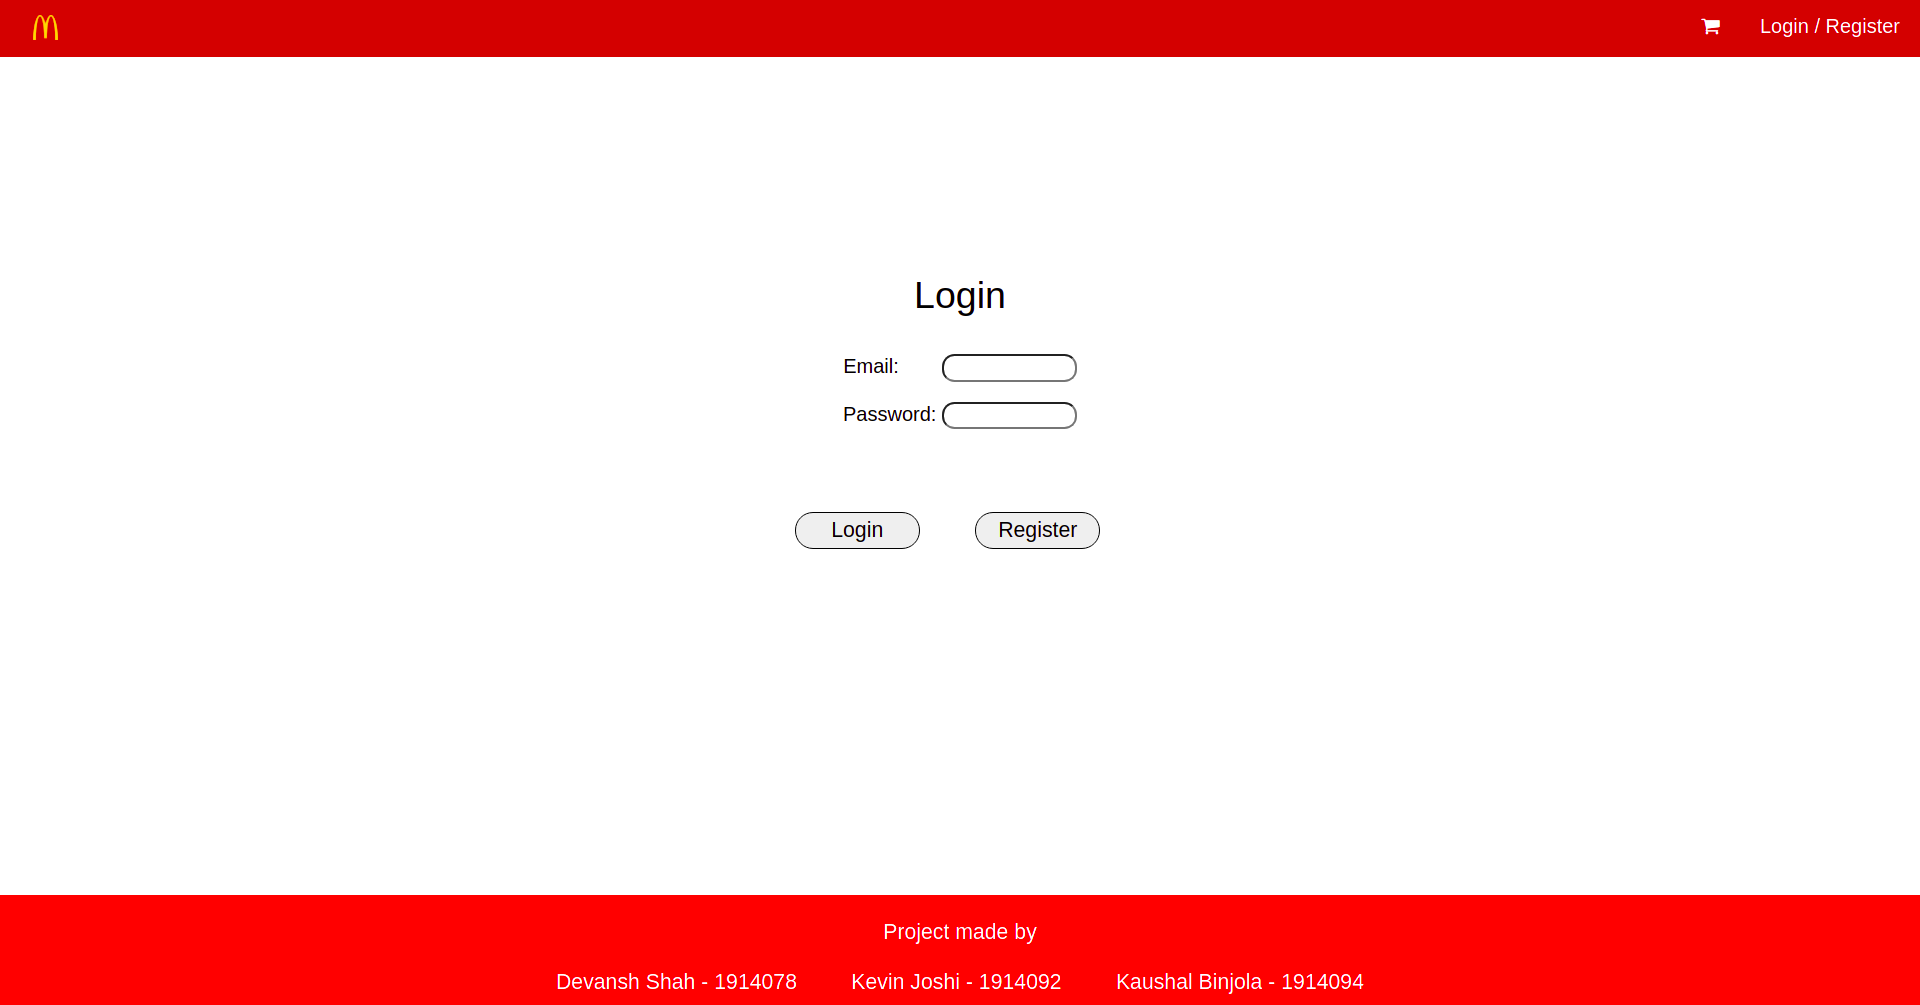 Login / Register
Login
Email:
Password:
Login Register
Project made by
Devansh Shah - 1914078 Kevin Joshi - 1914092 Kaushal Binjola - 1914094